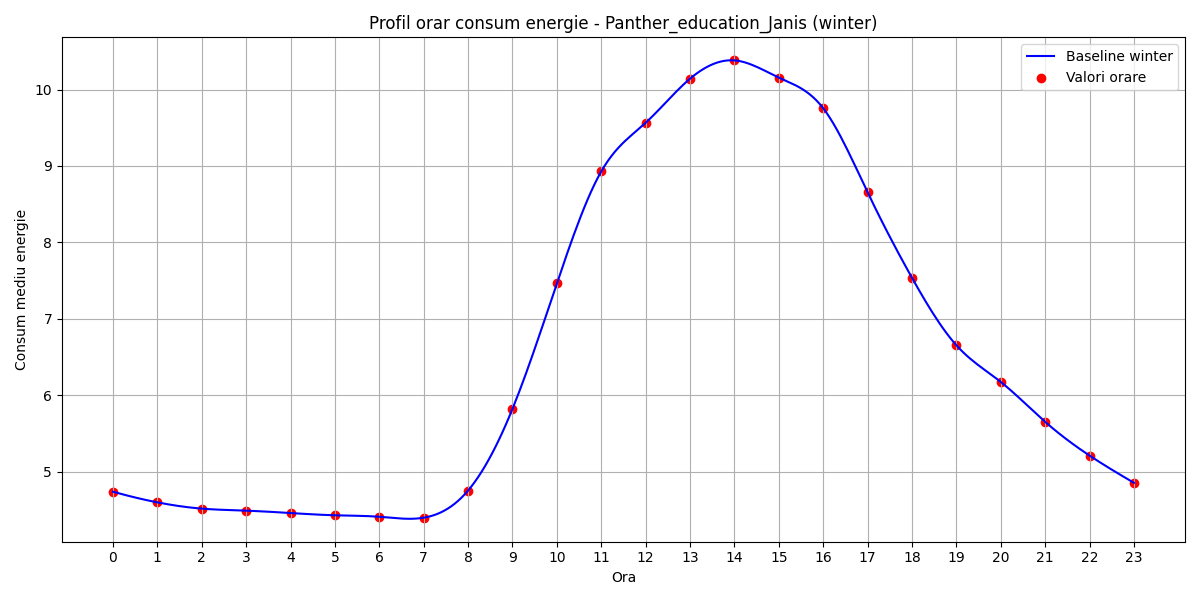 Profil orar consum energie - Panther_education_Janis (winter)
Baseline winter
Valori orare
Consum mediu energie
10
9
8
7
6
5
0 1 2 3 4 5 6 7 8 9 10 11 12 13 14 15 16 17 18 19 20 21 22 23
Ora